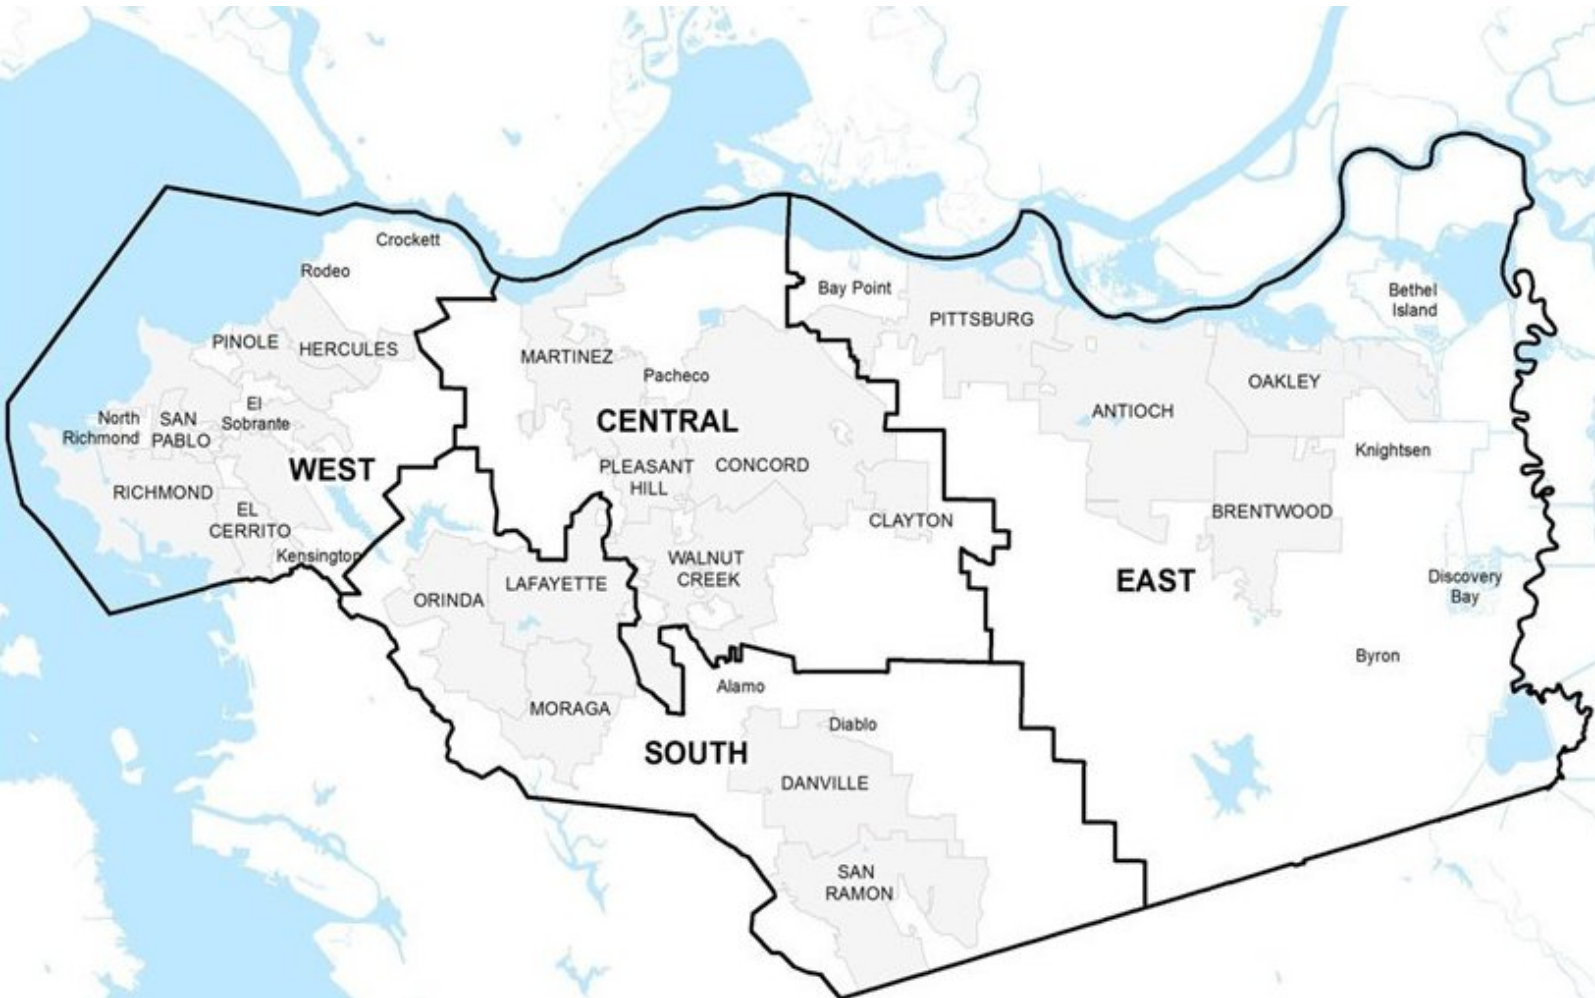 Crockett
Rodeo
PINOLE
HERCULES
El
Sobrante
North
Richmond
SAN
PABLO
WEST
RICHMOND
EL
CERRITO
Kensington
MARTINEZ
Pacheco
CENTRAL
PLEASANT
HILL
CONCORD
CLAYTON
WALNUT
CREEK
ORINDA
LAFAYETTE
MORAGA
Alamo
Diablo
SOUTH
DANVILLE
SAN
RAMON
Bay Point
PITTSBURG
ANTIOCH
OAKLEY
Bethel
Island
Knightsen
BRENTWOOD
EAST
Discovery
Bay
Byron